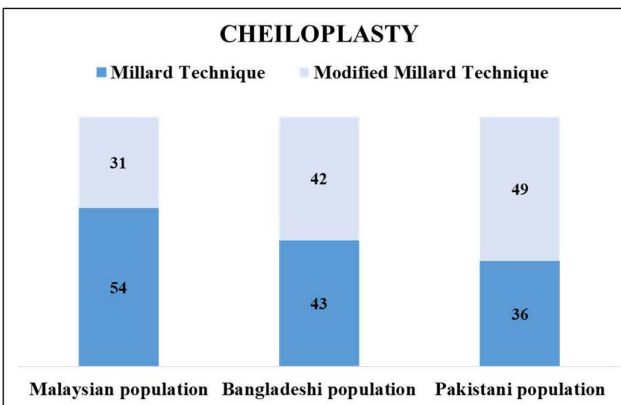 CHEILOPLASTY
Millard Technique Modified Millard Technique
31 42 49
54 43 36
Malaysian population Bangladeshi population Pakistani population